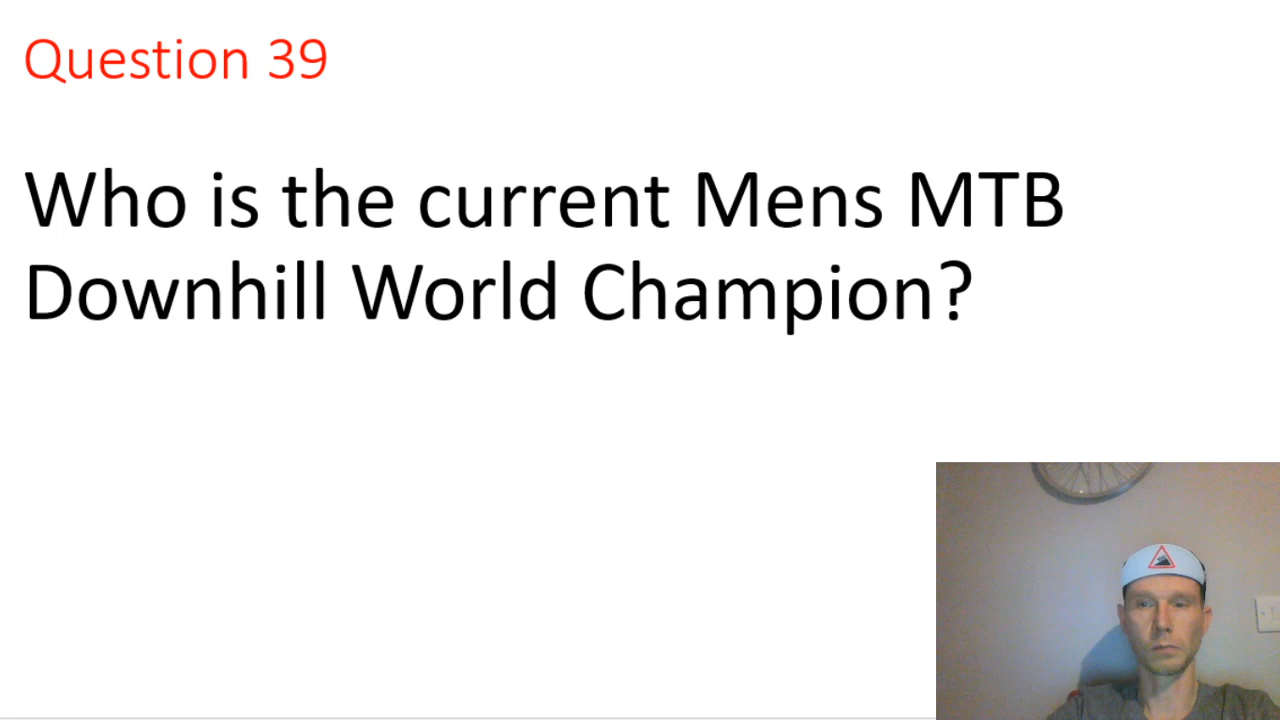 Question 39
Who is the current Mens MTB
Downhill World Champion?